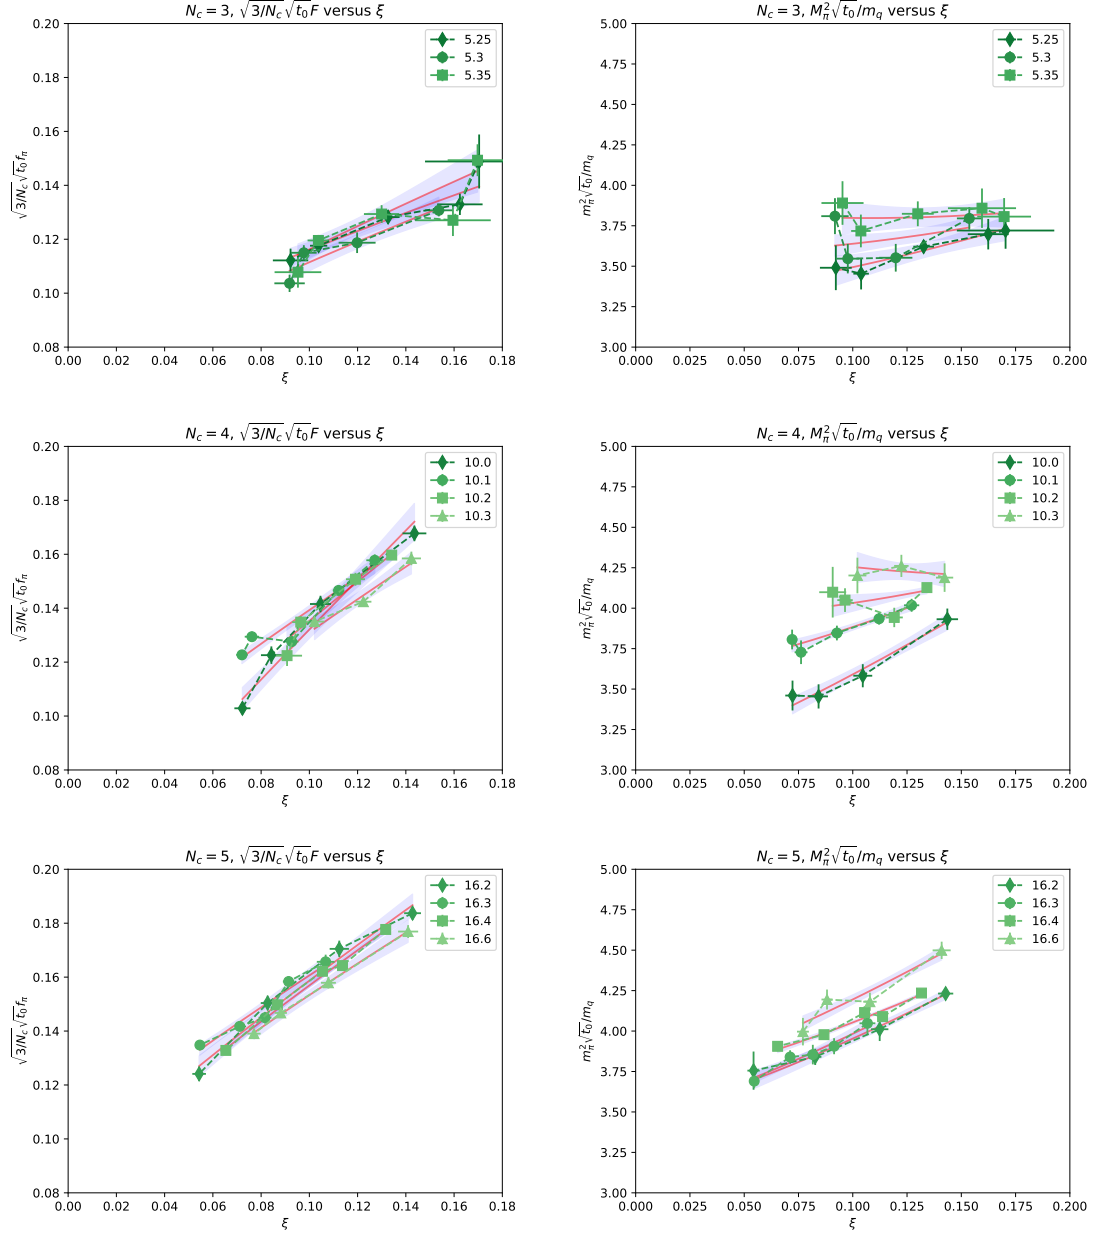 N_c = 3, √3/N_c √t_0 F versus ξ
√3/N_c √t_0 f_π
0.20
0.18
0.16
0.14
0.12
0.10
0.08
0.00 0.02 0.04 0.06 0.08 0.10 0.12 0.14 0.16 0.18
ξ
5.25
5.3
5.35
N_c = 3, M_π^2 √t_0 /m_q versus ξ
m_π^2 √t_0 /m_q
5.00
4.75
4.50
4.25
4.00
3.75
3.50
3.25
3.00
0.000 0.025 0.050 0.075 0.100 0.125 0.150 0.175 0.200
ξ
5.25
5.3
5.35
N_c = 4, √3/N_c √t_0 F versus ξ
√3/N_c √t_0 f_π
0.20
0.18
0.16
0.14
0.12
0.10
0.08
0.00 0.02 0.04 0.06 0.08 0.10 0.12 0.14 0.16 0.18
ξ
10.0
10.1
10.2
10.3
N_c = 4, M_π^2 √t_0 /m_q versus ξ
m_π^2 √t_0 /m_q
5.00
4.75
4.50
4.25
4.00
3.75
3.50
3.25
3.00
0.000 0.025 0.050 0.075 0.100 0.125 0.150 0.175 0.200
ξ
10.0
10.1
10.2
10.3
N_c = 5, √3/N_c √t_0 F versus ξ
√3/N_c √t_0 f_π
0.20
0.18
0.16
0.14
0.12
0.10
0.08
0.00 0.02 0.04 0.06 0.08 0.10 0.12 0.14 0.16 0.18
ξ
16.2
16.3
16.4
16.6
N_c = 5, M_π^2 √t_0 /m_q versus ξ
m_π^2 √t_0 /m_q
5.00
4.75
4.50
4.25
4.00
3.75
3.50
3.25
3.00
0.000 0.025 0.050 0.075 0.100 0.125 0.150 0.175 0.200
ξ
16.2
16.3
16.4
16.6